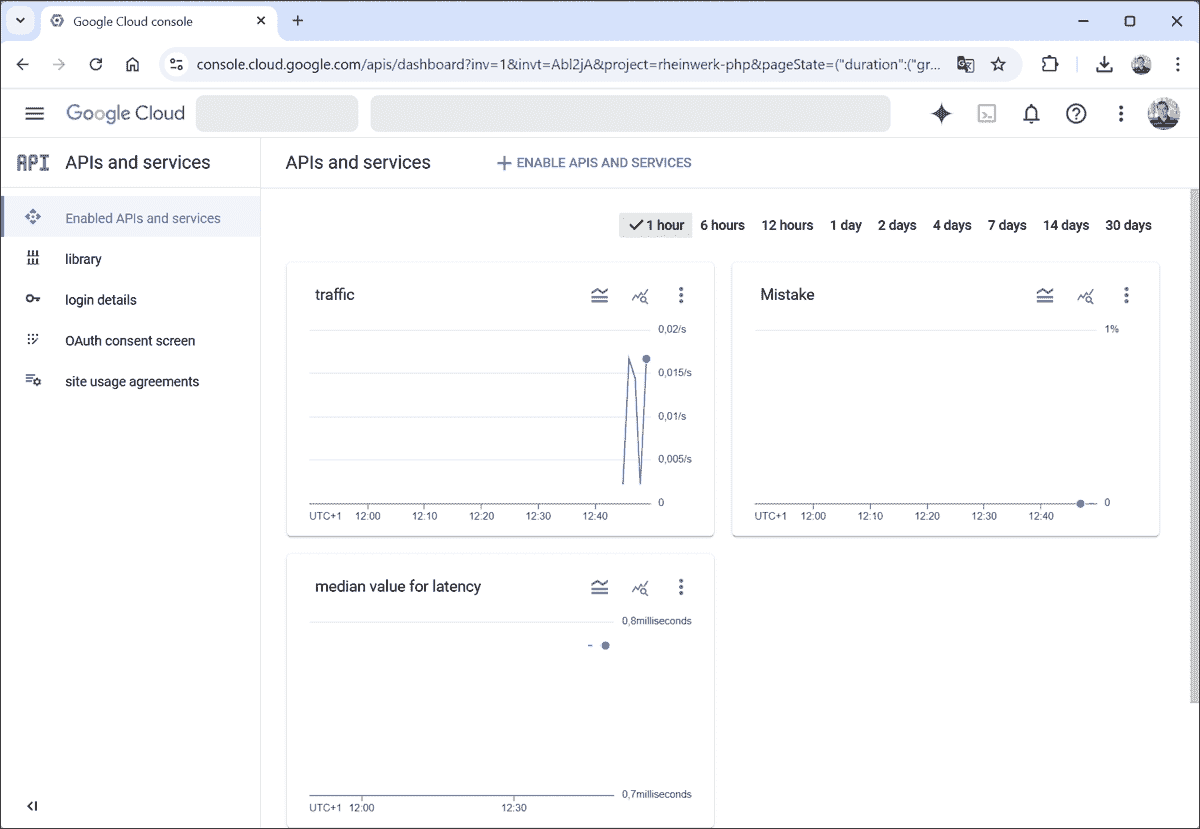 Google Cloud console
console.cloud.google.com/apis/dashboard?inv=1&invt=Abl2jA&project=rheinwerk-php&pageState=("duration":("gr...
Google Cloud
API APIs and services
APIs and services
ENABLE APIS AND SERVICES
Enabled APIs and services
library
login details
OAuth consent screen
site usage agreements
1 hour 6 hours 12 hours 1 day 2 days 4 days 7 days 14 days 30 days
traffic
0,02/s
0,015/s
0,01/s
0,005/s
0
UTC+1 12:00 12:10 12:20 12:30 12:40
Mistake
1%
0
UTC+1 12:00 12:10 12:20 12:30 12:40
median value for latency
0,8milliseconds
0,7milliseconds
UTC+1 12:00 12:30